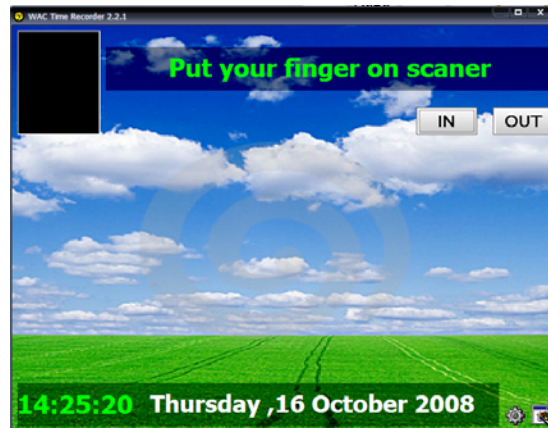 WAC Time Recorder 2.2.1
Put your finger on scaner
IN OUT
14:25:20 Thursday ,16 October 2008